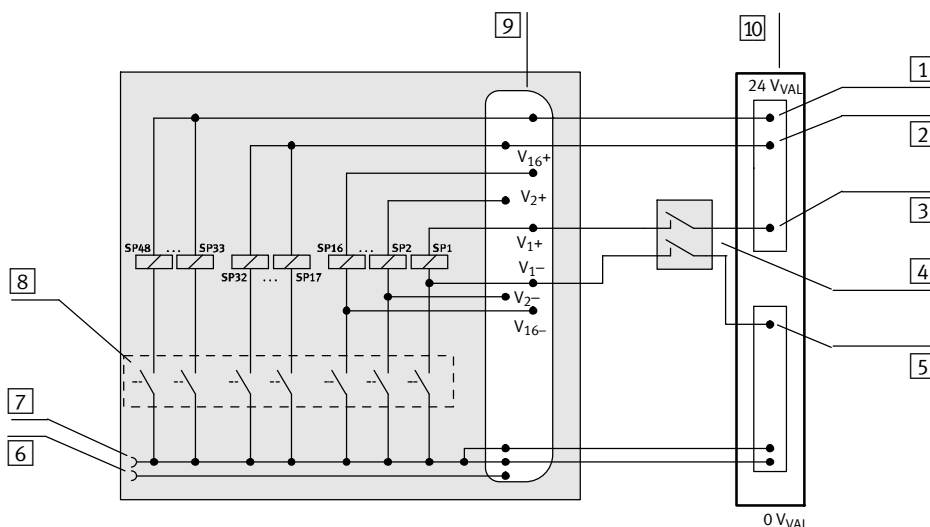 9
10
1
24 VVAL
2
V16+
V2+
3
SP48 ... SP33
SP16 ... SP2 SP1
V1+
V1–
4
SP32 ... SP17
8
V2–
V16–
5
7
6
0 VVAL